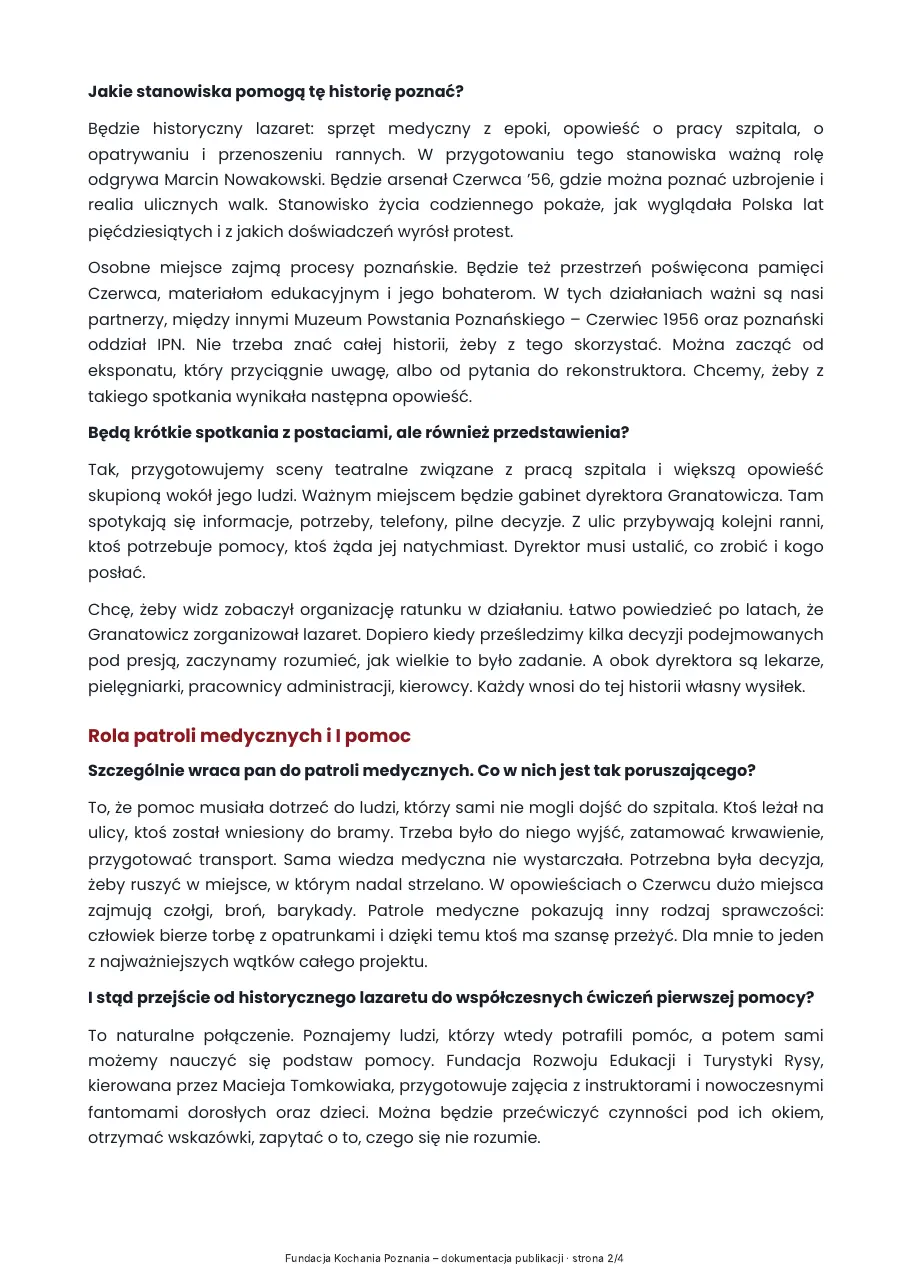 Jakie stanowiska pomogą tę historię poznać?
Będzie historyczny lazaret: sprzęt medyczny z epoki, opowieść o pracy szpitala, o
opatrywaniu i przenoszeniu rannych. W przygotowaniu tego stanowiska ważną rolę
odgrywa Marcin Nowakowski. Będzie arsenał Czerwca ’56, gdzie można poznać uzbrojenie i
realia ulicznych walk. Stanowisko życia codziennego pokaże, jak wyglądała Polska lat
pięćdziesiątych i z jakich doświadczeń wyrósł protest.
Osobne miejsce zajmą procesy poznańskie. Będzie też przestrzeń poświęcona pamięci
Czerwca, materiałom edukacyjnym i jego bohaterom. W tych działaniach ważni są nasi
partnerzy, między innymi Muzeum Powstania Poznańskiego – Czerwiec 1956 oraz poznański
oddział IPN. Nie trzeba znać całej historii, żeby z tego skorzystać. Można zacząć od
eksponatu, który przyciągnie uwagę, albo od pytania do rekonstruktora. Chcemy, żeby z
takiego spotkania wynikała następna opowieść.
Będą krótkie spotkania z postaciami, ale również przedstawienia?
Tak, przygotowujemy sceny teatralne związane z pracą szpitala i większą opowieść
skupioną wokół jego ludzi. Ważnym miejscem będzie gabinet dyrektora Granatowicza. Tam
spotykają się informacje, potrzeby, telefony, pilne decyzje. Z ulic przybywają kolejni ranni,
ktoś potrzebuje pomocy, ktoś żąda jej natychmiast. Dyrektor musi ustalić, co zrobić i kogo
posłać.
Chcę, żeby widz zobaczył organizację ratunku w działaniu. Łatwo powiedzieć po latach, że
Granatowicz zorganizował lazaret. Dopiero kiedy prześledzimy kilka decyzji podejmowanych
pod presją, zaczynamy rozumieć, jak wielkie to było zadanie. A obok dyrektora są lekarze,
pielęgniarki, pracownicy administracji, kierowcy. Każdy wnosi do tej historii własny wysiłek.
Rola patroli medycznych i I pomoc
Szczególnie wraca pan do patroli medycznych. Co w nich jest tak poruszającego?
To, że pomoc musiała dotrzeć do ludzi, którzy sami nie mogli dojść do szpitala. Ktoś leżał na
ulicy, ktoś został wniesiony do bramy. Trzeba było do niego wyjść, zatamować krwawienie,
przygotować transport. Sama wiedza medyczna nie wystarczała. Potrzebna była decyzja,
żeby ruszyć w miejsce, w którym nadal strzelano. W opowieściach o Czerwcu dużo miejsca
zajmują czołgi, broń, barykady. Patrole medyczne pokazują inny rodzaj sprawczości:
człowiek bierze torbę z opatrunkami i dzięki temu ktoś ma szansę przeżyć. Dla mnie to jeden
z najważniejszych wątków całego projektu.
I stąd przejście od historycznego lazaretu do współczesnych ćwiczeń pierwszej pomocy?
To naturalne połączenie. Poznajemy ludzi, którzy wtedy potrafili pomóc, a potem sami
możemy nauczyć się podstaw pomocy. Fundacja Rozwoju Edukacji i Turystyki Rysy,
kierowana przez Macieja Tomkowiaka, przygotowuje zajęcia z instruktorami i nowoczesnymi
fantomami dorosłych oraz dzieci. Można będzie przećwiczyć czynności pod ich okiem,
otrzymać wskazówki, zapytać o to, czego się nie rozumie.
Fundacja Kochania Poznania – dokumentacja publikacji · strona 2/4